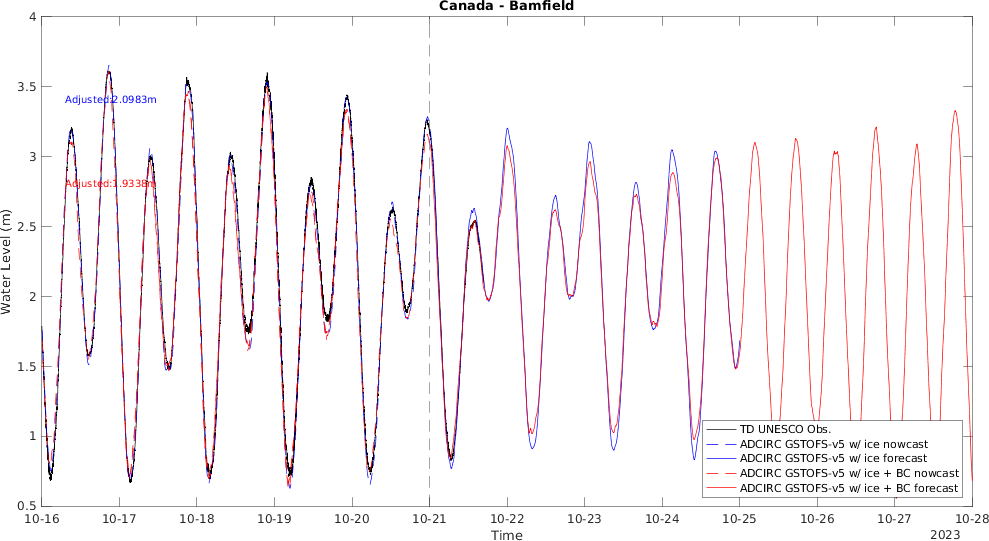 Canada - Bamfield
4
3.5
3
2.5
2
1.5
1
0.5
Water Level (m)
Adjusted:2.0983m
Adjusted:1.9338m
TD UNESCO Obs.
ADCIRC GSTOFS-v5 w/ ice nowcast
ADCIRC GSTOFS-v5 w/ ice forecast
ADCIRC GSTOFS-v5 w/ ice + BC nowcast
ADCIRC GSTOFS-v5 w/ ice + BC forecast
10-16 10-17 10-18 10-19 10-20 10-21 10-22 10-23 10-24 10-25 10-26 10-27 10-28
Time
2023